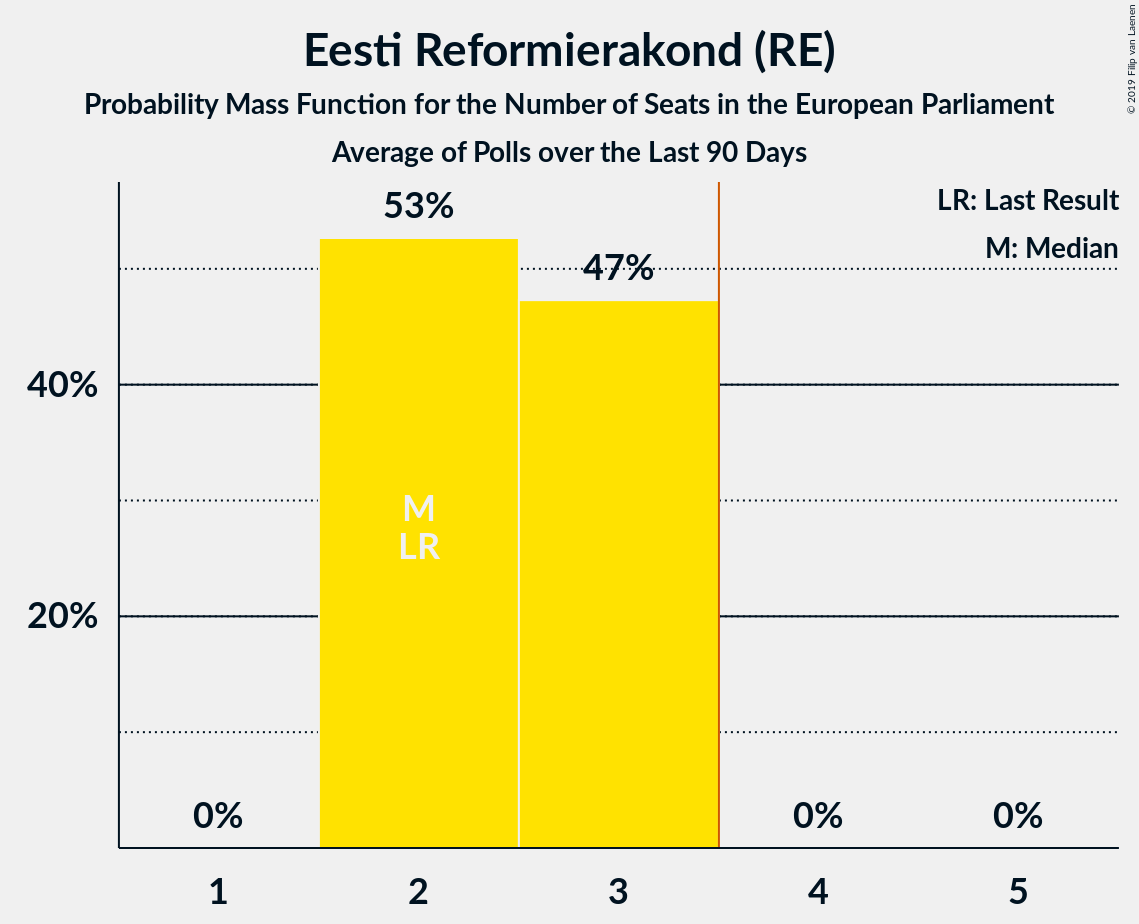 Eesti Reformierakond (RE)
Probability Mass Function for the Number of Seats in the European Parliament
Average of Polls over the Last 90 Days
© 2019 Filip van Laenen
LR: Last Result
M: Median
53%
47%
40%
20%
M
LR
0%
0%
0%
1
2
3
4
5